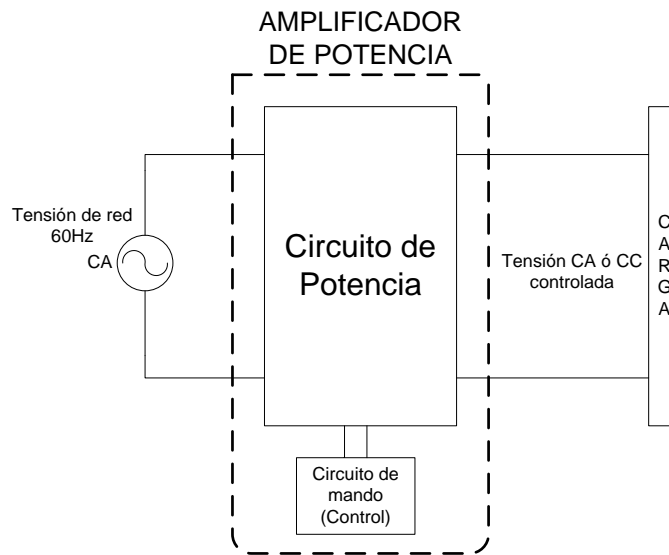 AMPLIFICADOR
DE POTENCIA
Tensión de red
60Hz
CA
Circuito de
Potencia
Tensión CA ó CC
controlada
C
A
R
G
A
Circuito de
mando
(Control)